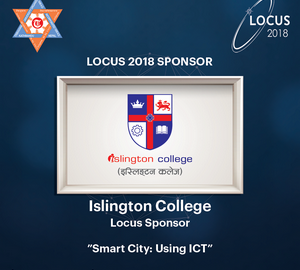 LOCUS
2018
LOCUS 2018 SPONSOR
islington college
(इस्लिङ्टन कलेज)
Islington College
Locus Sponsor
"Smart City: Using ICT"